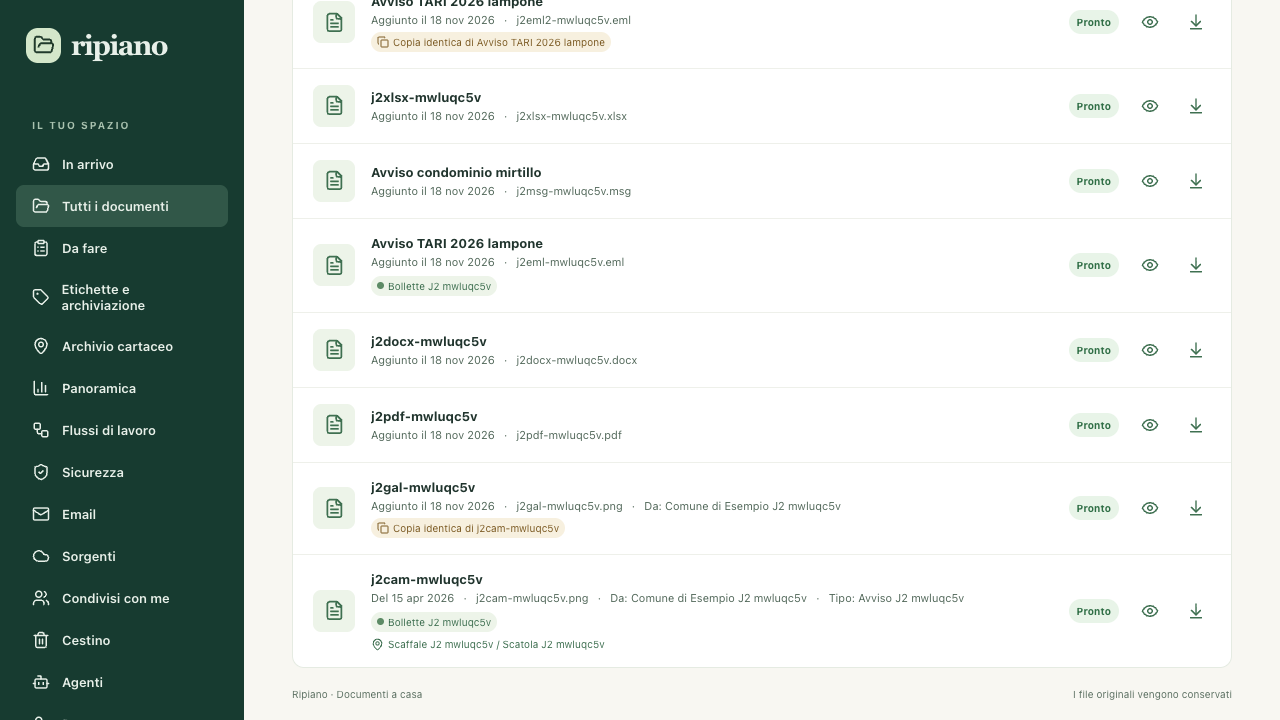 ripiano
IL TUO SPAZIO
In arrivo
Tutti i documenti
Da fare
Etichette e
archiviazione
Archivio cartaceo
Panoramica
Flussi di lavoro
Sicurezza
Email
Sorgenti
Condivisi con me
Cestino
Agenti
Avviso TARI 2026 lampone
Aggiunto il 18 nov 2026 · j2eml2-mwluqc5v.eml
Copia identica di Avviso TARI 2026 lampone
Pronto
j2xlsx-mwluqc5v
Aggiunto il 18 nov 2026 · j2xlsx-mwluqc5v.xlsx
Pronto
Avviso condominio mirtillo
Aggiunto il 18 nov 2026 · j2msg-mwluqc5v.msg
Pronto
Avviso TARI 2026 lampone
Aggiunto il 18 nov 2026 · j2eml-mwluqc5v.eml
Bollette J2 mwluqc5v
Pronto
j2docx-mwluqc5v
Aggiunto il 18 nov 2026 · j2docx-mwluqc5v.docx
Pronto
j2pdf-mwluqc5v
Aggiunto il 18 nov 2026 · j2pdf-mwluqc5v.pdf
Pronto
j2gal-mwluqc5v
Aggiunto il 18 nov 2026 · j2gal-mwluqc5v.png · Da: Comune di Esempio J2 mwluqc5v
Copia identica di j2cam-mwluqc5v
Pronto
j2cam-mwluqc5v
Del 15 apr 2026 · j2cam-mwluqc5v.png · Da: Comune di Esempio J2 mwluqc5v · Tipo: Avviso J2 mwluqc5v
Bollette J2 mwluqc5v
Scaffale J2 mwluqc5v / Scatola J2 mwluqc5v
Pronto
Ripiano · Documenti a casa
I file originali vengono conservati